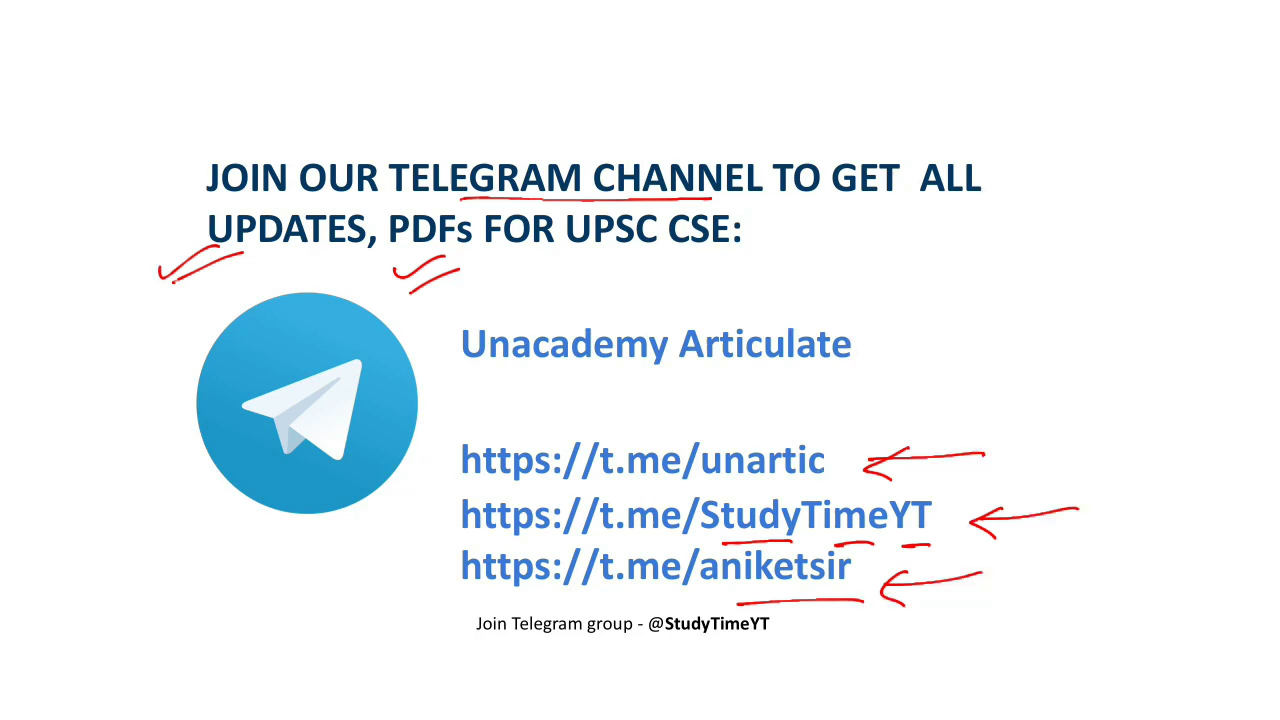 JOIN OUR TELEGRAM CHANNEL TO GET ALL
UPDATES, PDFs FOR UPSC CSE:
Unacademy Articulate
https://t.me/unartic
https://t.me/StudyTimeYT
https://t.me/aniketsir
Join Telegram group - @StudyTimeYT